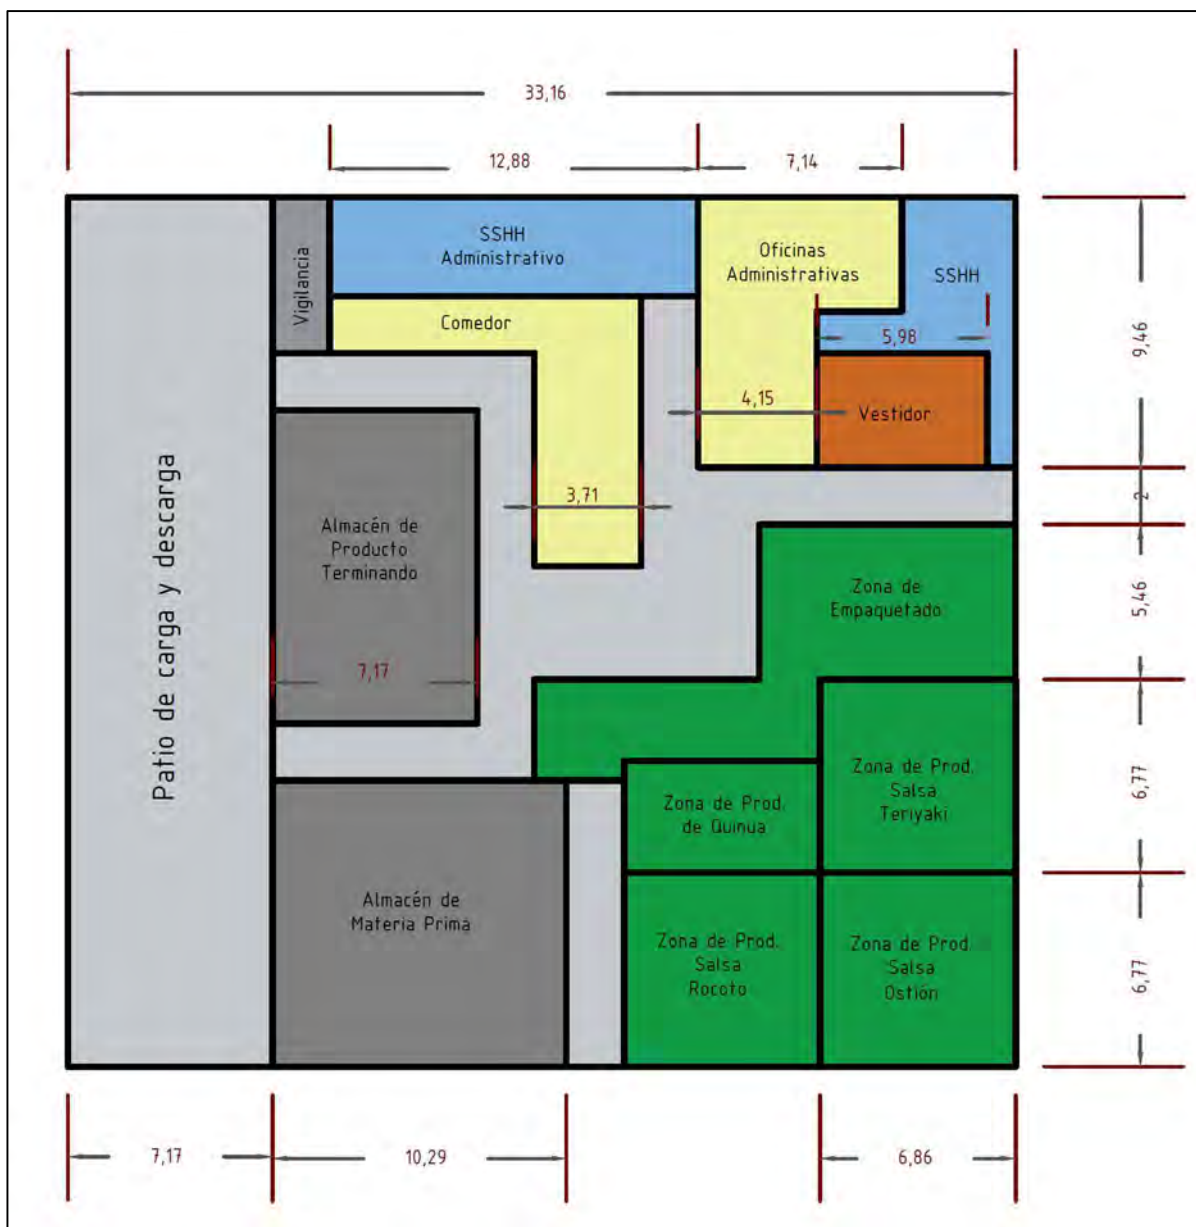 33,16
12,88
7,14
SSHH
Administrativo
Oficinas
Administrativas
SSHH
Vigilancia
Comedor
5,98
9,46
4,15
Vestidor
2
3,71
Almacén de
Producto
Terminando
Patio de carga y descarga
Zona de
Empaquetado
5,46
7,17
Zona de Prod.
Salsa
Teriyaki
6,77
Zona de Prod.
de Quinua
Almacén de
Materia Prima
Zona de Prod.
Salsa
Rocoto
Zona de Prod.
Salsa
Ostión
6,77
7,17
10,29
6,86